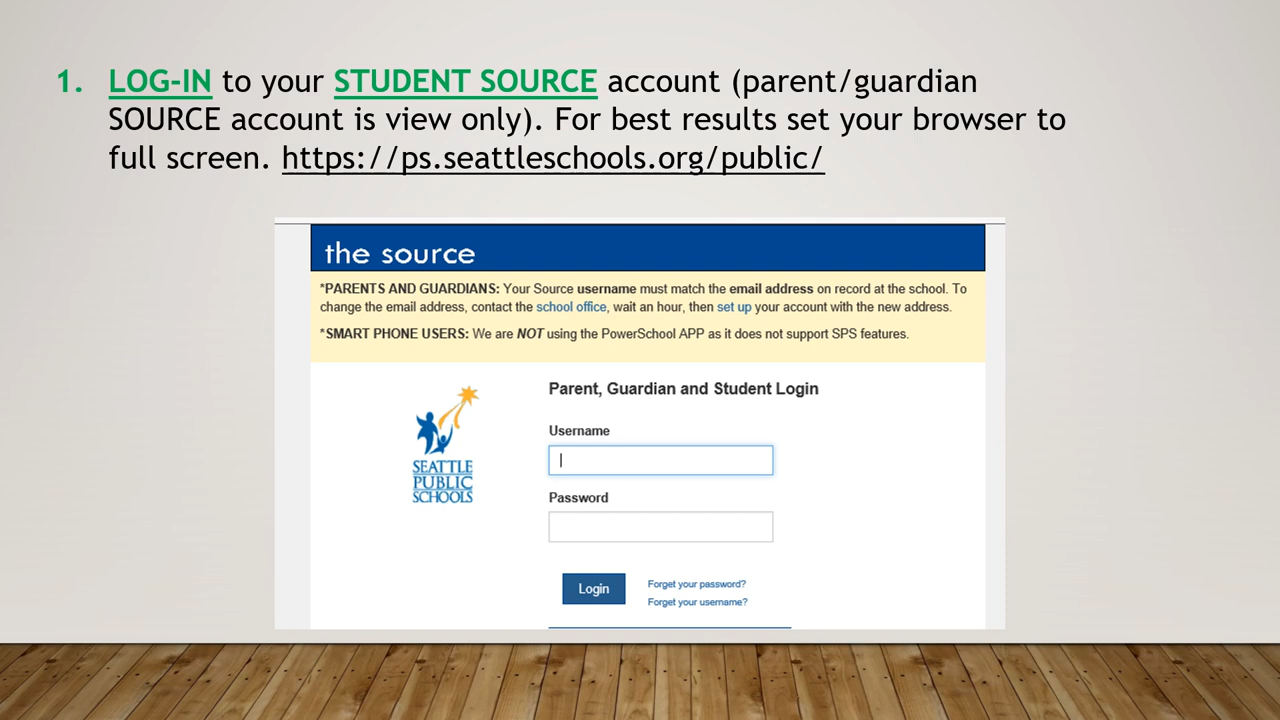 1. LOG-IN to your STUDENT SOURCE account (parent/guardian
SOURCE account is view only). For best results set your browser to
full screen. https://ps.seattleschools.org/public/
the source
*PARENTS AND GUARDIANS: Your Source username must match the email address on record at the school. To
change the email address, contact the school office, wait an hour, then set up your account with the new address.
*SMART PHONE USERS: We are NOT using the PowerSchool APP as it does not support SPS features.
SEATTLE
PUBLIC
SCHOOLS
Parent, Guardian and Student Login
Username
Password
Login
Forget your password?
Forget your username?